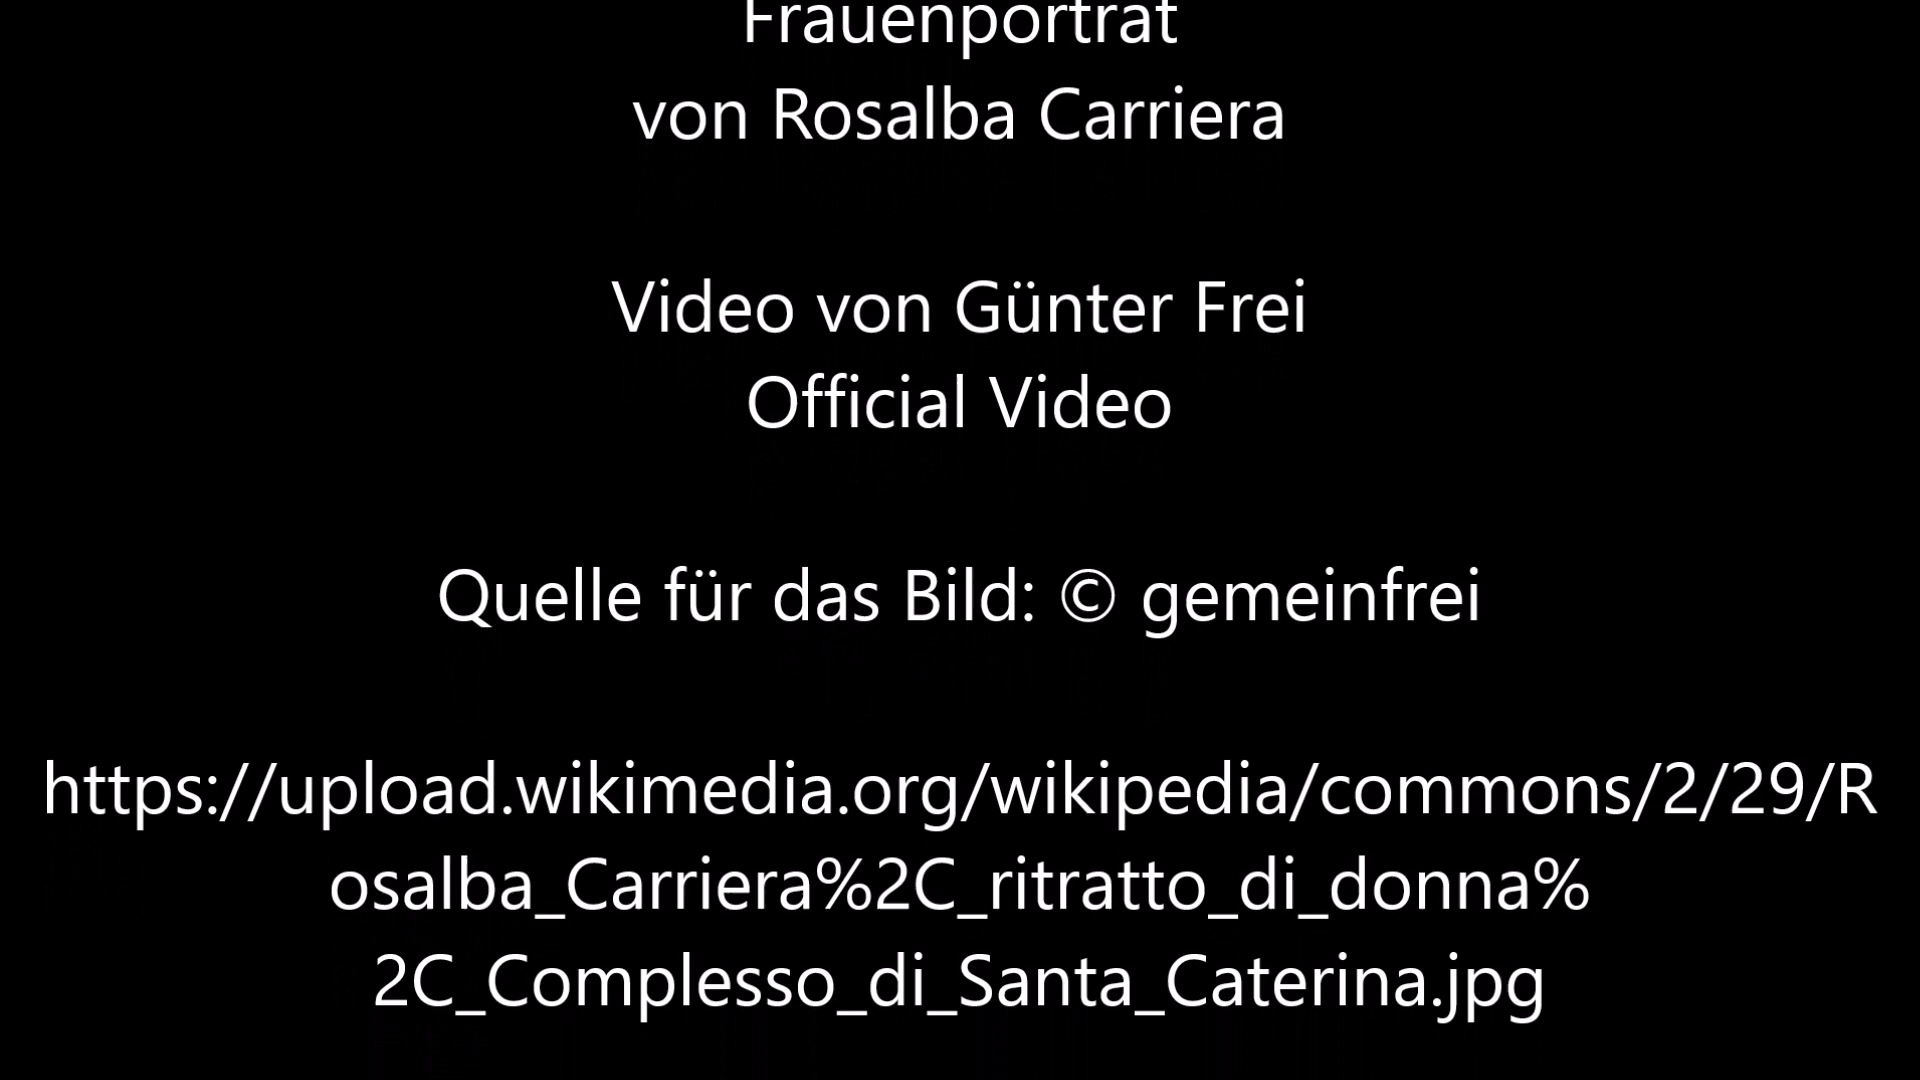 Frauenporträt
von Rosalba Carriera
Video von Günter Frei
Official Video
Quelle für das Bild: © gemeinfrei
https://upload.wikimedia.org/wikipedia/commons/2/29/R
osalba_Carriera%2C_ritratto_di_donna%
2C_Complesso_di_Santa_Caterina.jpg